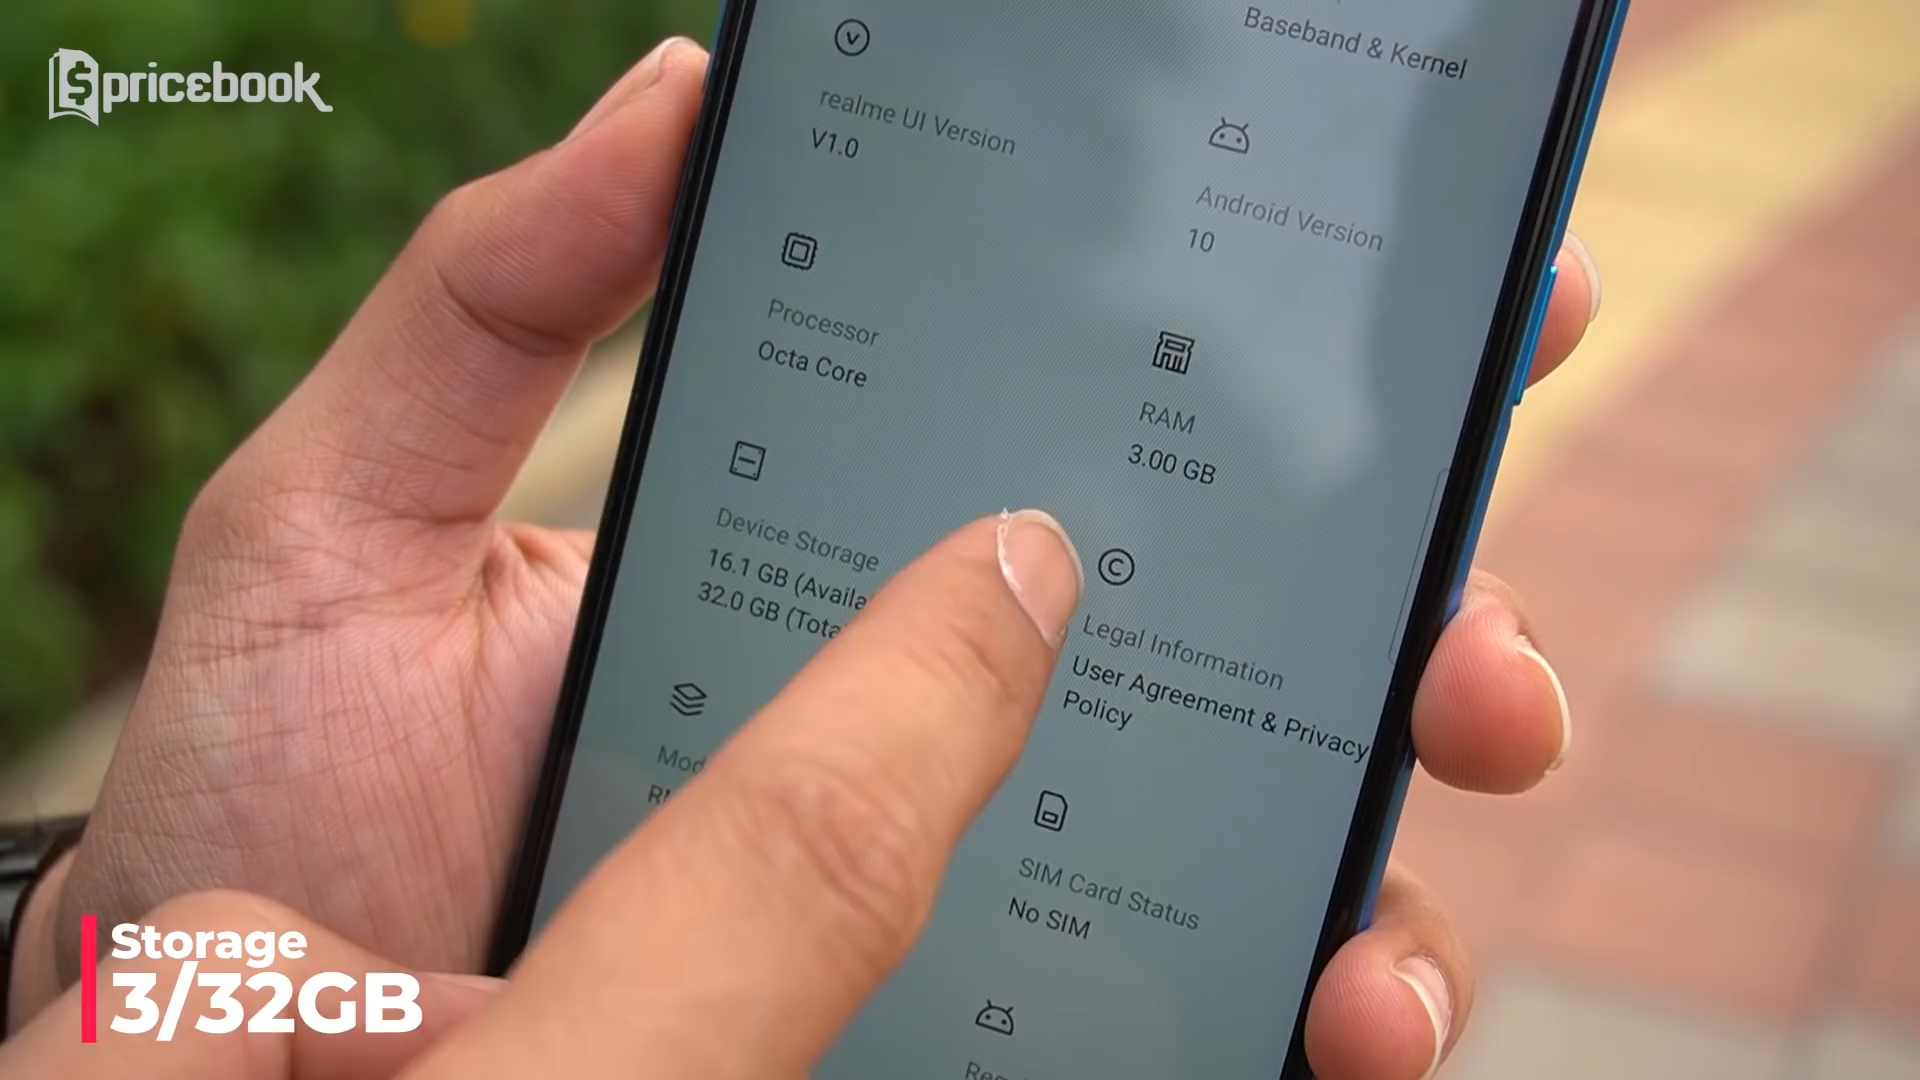 pricebook
Baseband & Kernel
realme UI Version
V1.0
Android Version
10
Processor
Octa Core
RAM
3.00 GB
Device Storage
16.1 GB
32.0 GB
Legal Information
User Agreement & Privacy
Policy
SIM Card Status
No SIM
Storage
3/32GB